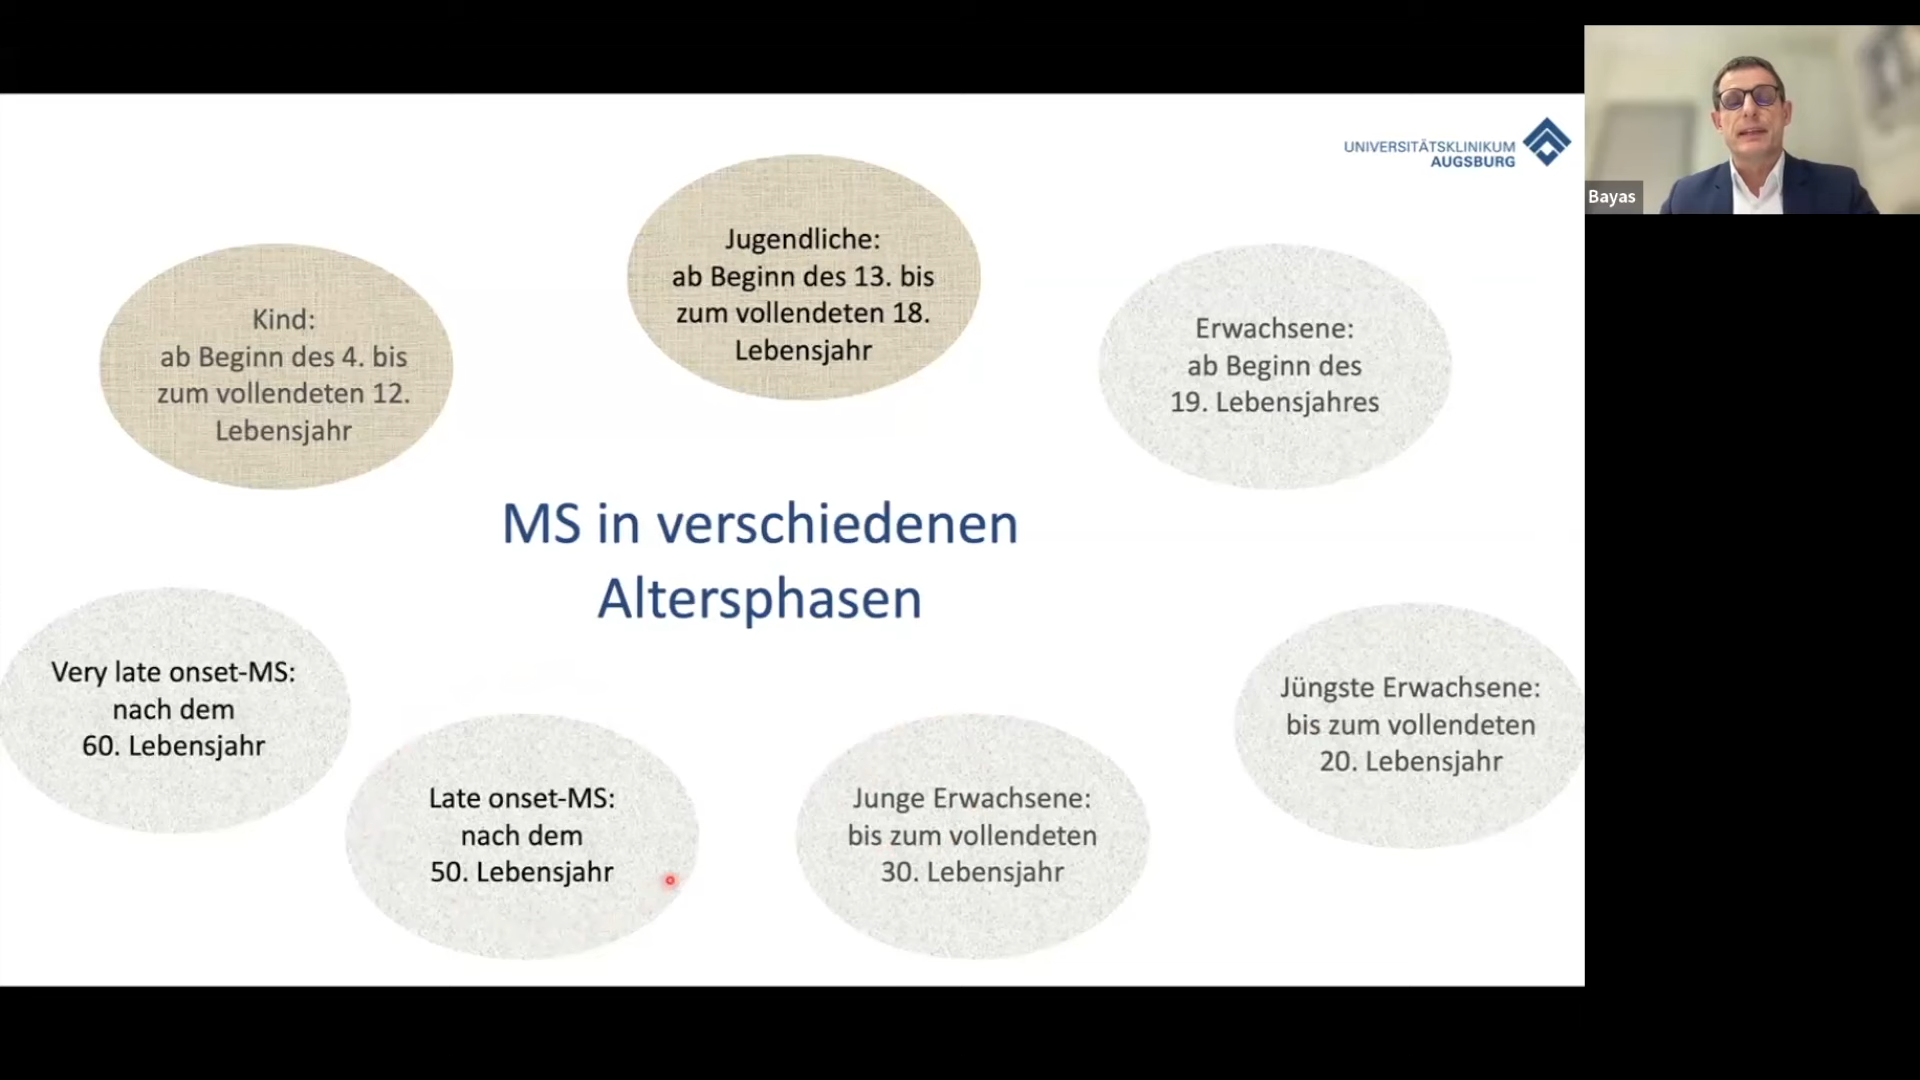 UNIVERSITÄTSKLINIKUM
AUGSBURG
Bayas
Jugendliche:
ab Beginn des 13. bis
zum vollendeten 18.
Lebensjahr
Kind:
ab Beginn des 4. bis
zum vollendeten 12.
Lebensjahr
Erwachsene:
ab Beginn des
19. Lebensjahres
MS in verschiedenen
Altersphasen
Very late onset-MS:
nach dem
60. Lebensjahr
Late onset-MS:
nach dem
50. Lebensjahr
Junge Erwachsene:
bis zum vollendeten
30. Lebensjahr
Jüngste Erwachsene:
bis zum vollendeten
20. Lebensjahr